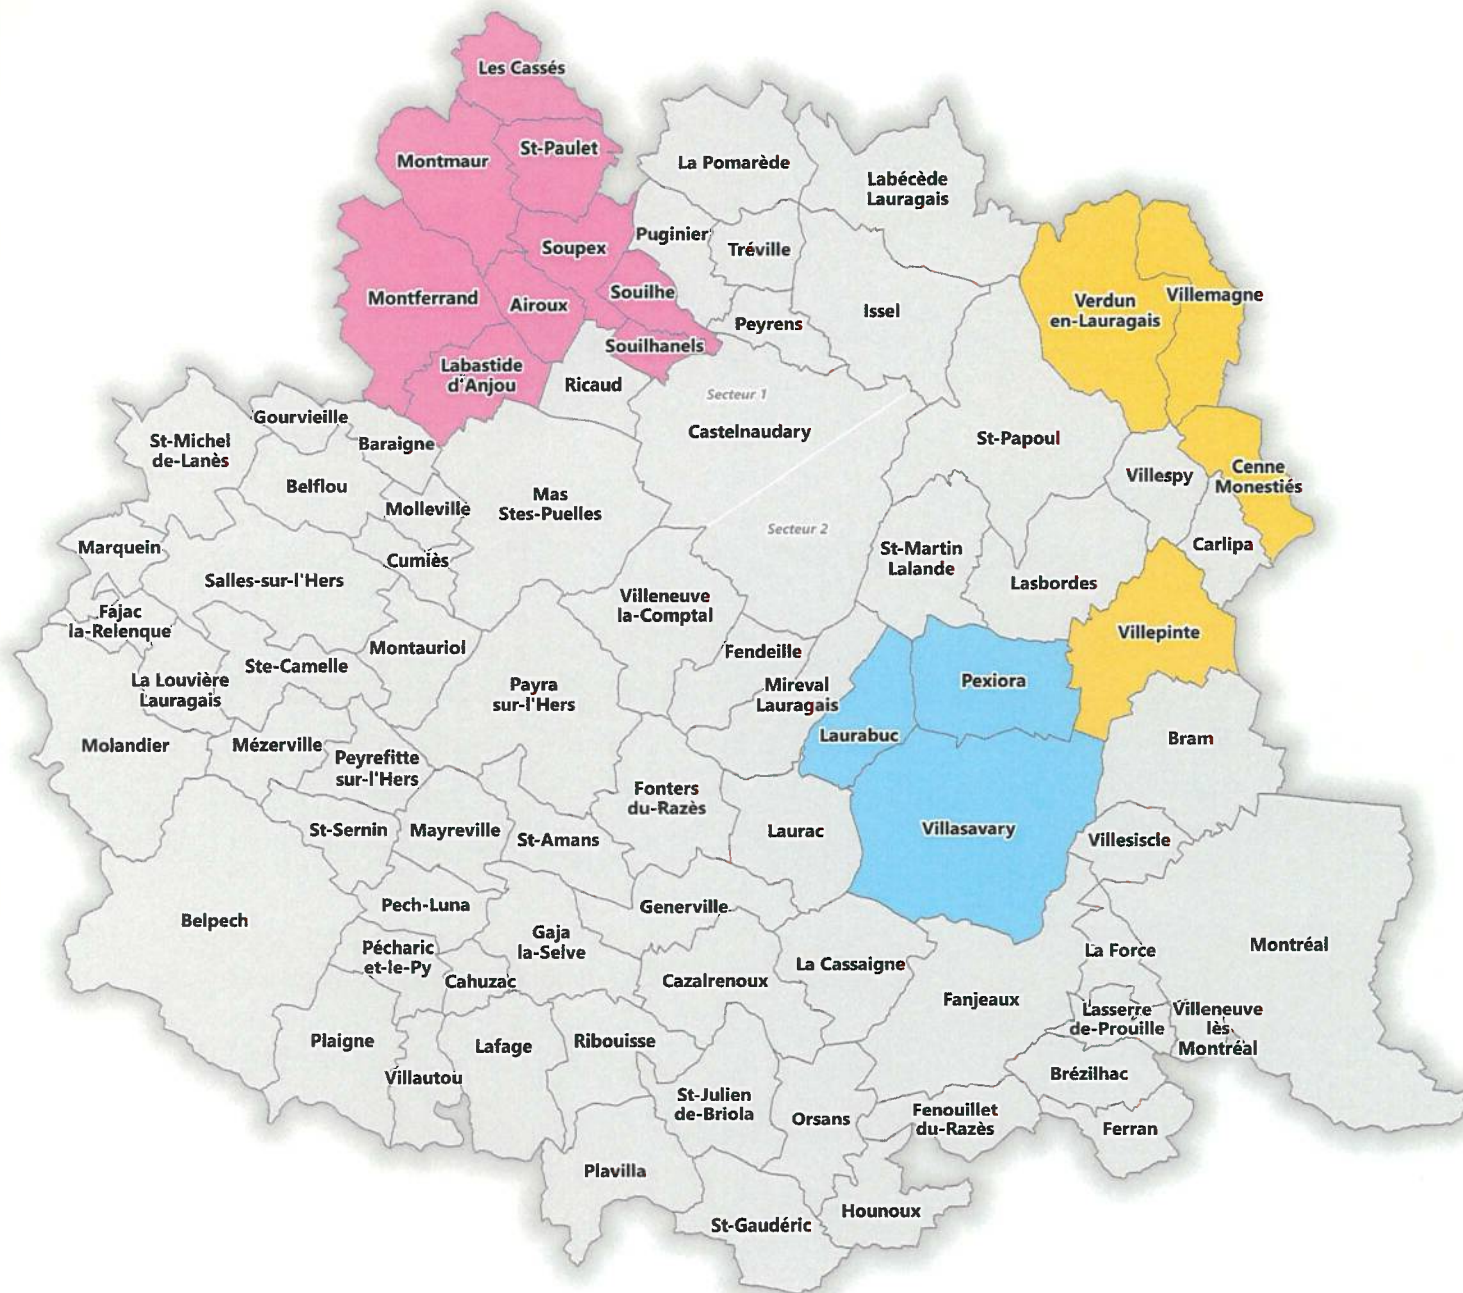 Les Cassés
Montmaur
St-Paulet
La Pomarède
Labécède
Lauragais
Puginier
Tréville
Soupex
Montferrand
Airoux
Souilhe
Souilhanels
Peyrens
Issel
Verdun
en-Lauragais
Villemagne
Labastide
d'Anjou
Ricaud
Secteur 1
Castelnaudary
Secteur 2
St-Papoul
Villespy
Cenne
Monestiés
Carlipa
Gourvieille
Baraigne
St-Michel
de-Lanès
Belflou
Molleville
Mas
Stes-Puelles
Marquein
Cumiès
Salles-sur-l'Hers
St-Martin
Lalande
Lasbordes
Villeneuve
la-Comptal
Fajac
la-Relenque
Villepinte
Montauriol
Ste-Camelle
Fendeille
La Louvière
Lauragais
Payra
sur-l'Hers
Mireval
Lauragais
Pexiora
Laurabuc
Bram
Molandier
Mézerville
Peyrefitte
sur-l'Hers
Fonters
du-Razès
St-Sernin
Mayreville
St-Amans
Laurac
Villasavary
Villesiscle
Pech-Luna
Generville
Belpech
Gaja
la-Selve
Pécharic
et-le-Py
Cahuzac
Cazalrenoux
La Cassaigne
La Force
Montréal
Fanjeaux
Lasserre
de-Prouille
Villeneuve
lès
Montréal
Plaigne
Lafage
Ribouisse
Villautou
Brézilhac
St-Julien
de-Briola
Orsans
Fenouillet
du-Razès
Ferran
Plavilla
Hounoux
St-Gaudéric